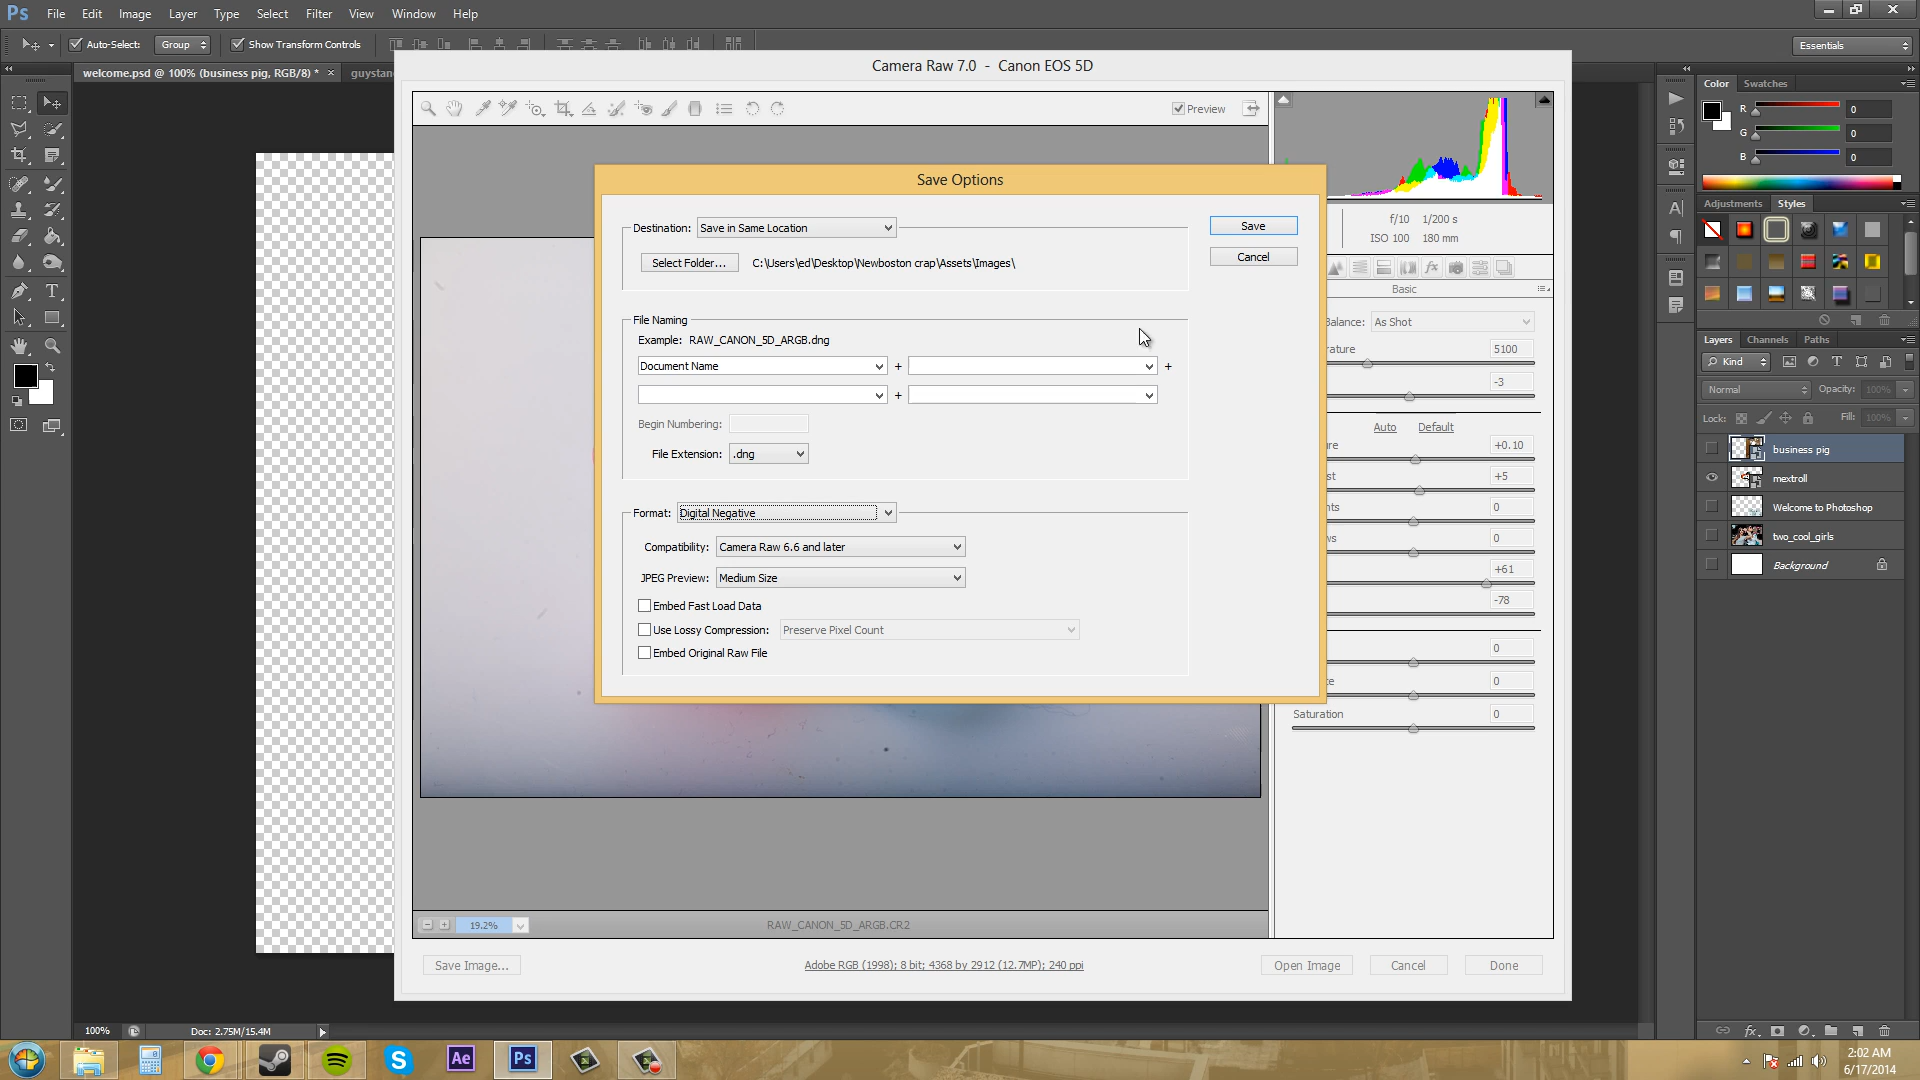 Ps File Edit Image Layer Type Select Filter View Window Help
Auto-Select: Group Show Transform Controls Essentials
welcome.psd @ 100% (business pig, RGB/8) * × guystan
Camera Raw 7.0 - Canon EOS 5D
Preview
Save Options
Destination: Save in Same Location
Save
Select Folder... C:\Users\ed\Desktop\Newboston crap\Assets\Images\
Cancel
File Naming
Example: RAW_CANON_5D_ARGB.dng
Document Name + +
+
Begin Numbering:
File Extension: .dng
Format: Digital Negative
Compatibility: Camera Raw 6.6 and later
JPEG Preview: Medium Size
Embed Fast Load Data
Use Lossy Compression: Preserve Pixel Count
Embed Original Raw File
f/10 1/200 s
ISO 100 180 mm
Basic
Balance: As Shot
rature 5100
-3
Auto Default
re +0.10
st +5
nts 0
ws 0
+61
-78
0
ce 0
Saturation 0
19.2% RAW_CANON_5D_ARGB.CR2
Save Image... Adobe RGB (1998); 8 bit; 4368 by 2912 (12.7MP); 240 ppi Open Image Cancel Done
Color Swatches
R 0
G 0
B 0
Adjustments Styles
Layers Channels Paths
Kind
Normal Opacity: 100%
Lock: Fill: 100%
business pig
mextroll
Welcome to Photoshop
two_cool_girls
Background
100% Doc: 2.75M/15.4M
Ae Ps
2:02 AM
6/17/2014